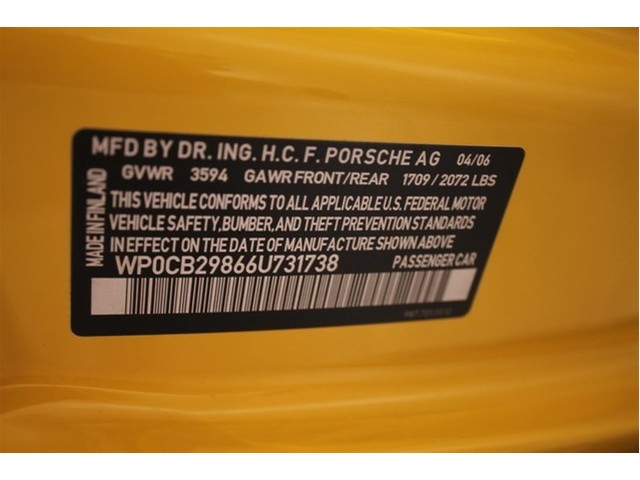 MFD BY DR. ING. H.C. F. PORSCHE AG 04/06
GVWR 3594 GAWR FRONT/REAR 1709 / 2072 LBS
THIS VEHICLE CONFORMS TO ALL APPLICABLE U.S. FEDERAL MOTOR
VEHICLE SAFETY, BUMPER, AND THEFT PREVENTION STANDARDS
IN EFFECT ON THE DATE OF MANUFACTURE SHOWN ABOVE.
WP0CB29866U731738 PASSENGER CAR
MADE IN FINLAND